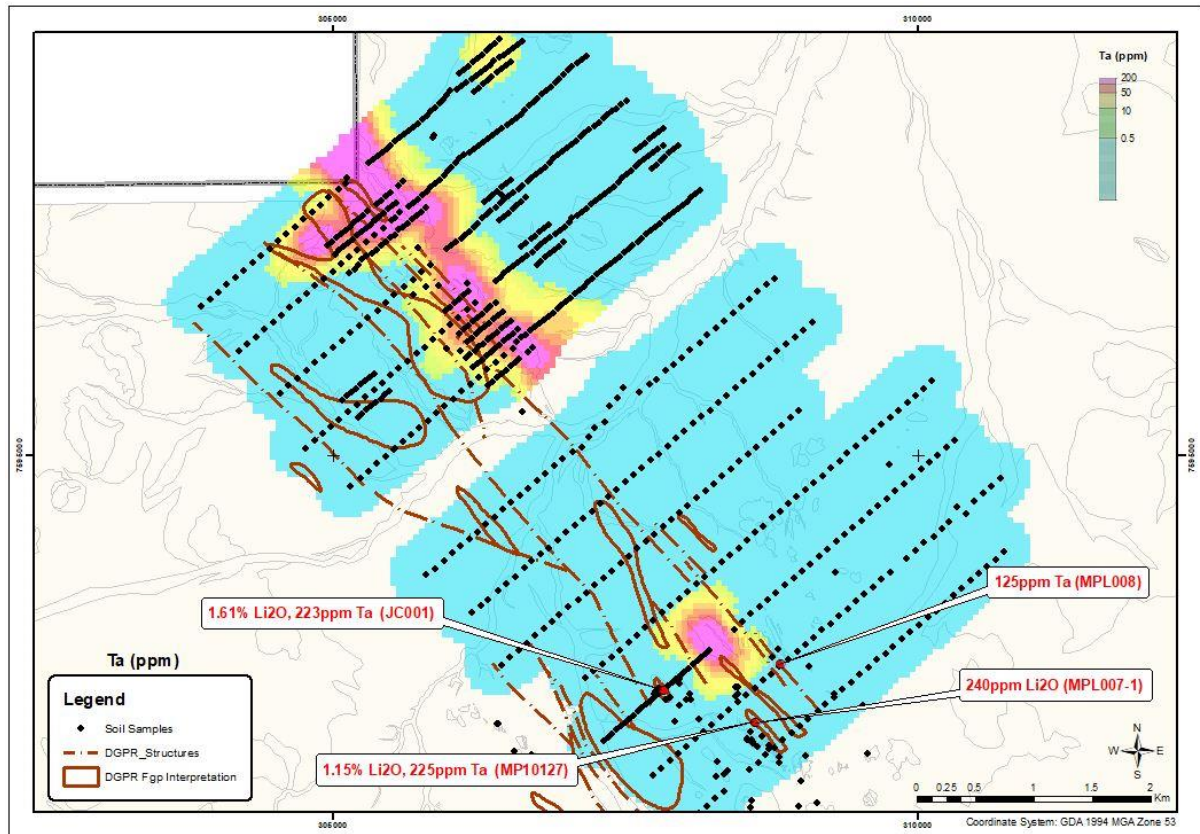 305000
310000
Ta (ppm)
200
50
10
0.5
7595000
7595000
125ppm Ta (MPL008)
1.61% Li2O, 223ppm Ta (JC001)
240ppm Li2O (MPL007-1)
1.15% Li2O, 225ppm Ta (MP10127)
Ta (ppm)
Legend
Soil Samples
DGPR_Structures
DGPR Fgp Interpretation
N
W E
S
0 0.25 0.5 1 1.5 2
Km
305000
310000
Coordinate System: GDA 1994 MGA Zone 53